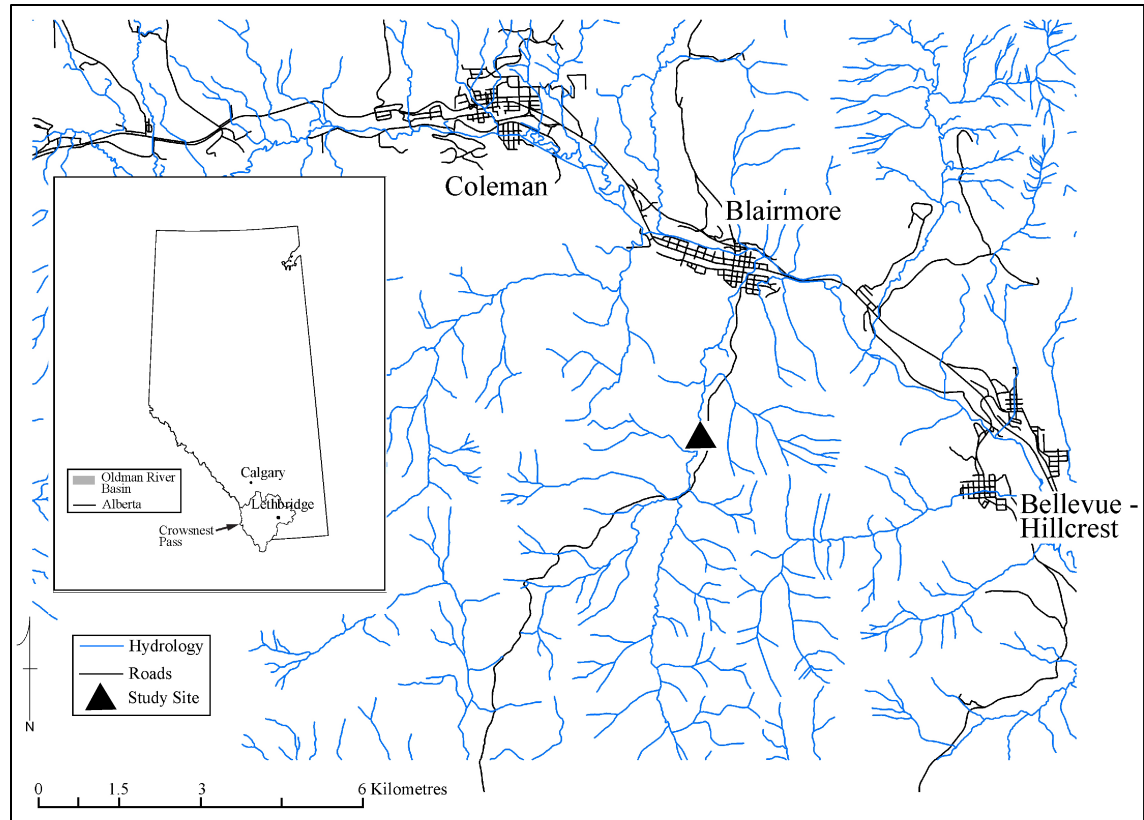 Coleman
Blairmore
Calgary
Oldman River
Basin
Alberta
Lethbridge
Crowsnest
Pass
Bellevue -
Hillcrest
Hydrology
Roads
Study Site
N
0 1.5 3 6 Kilometres